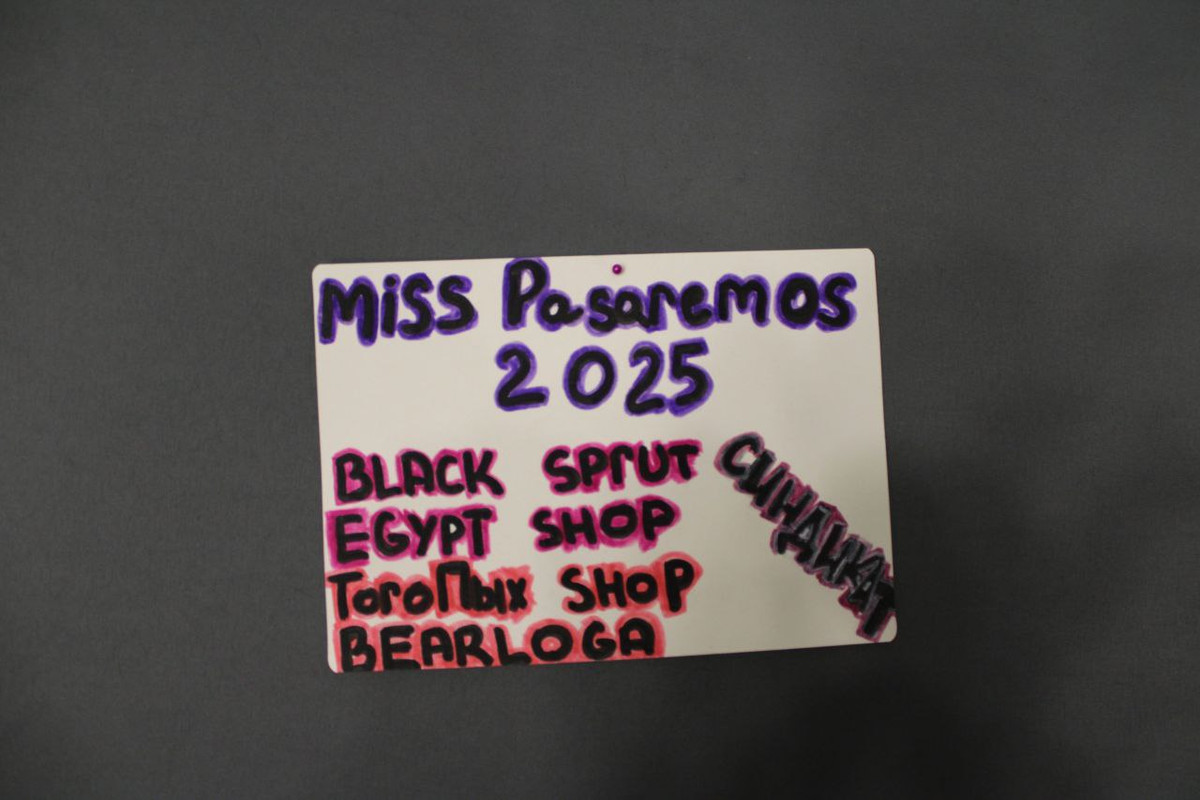 Miss Pasaremos
2025
BLACK SPRUT
EGYPT SHOP
ТогоПых SHOP
BEARLOGA
СИНДИКАТ